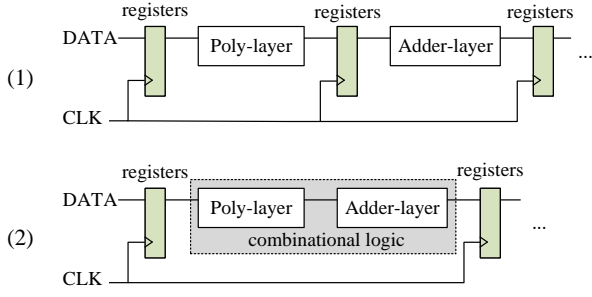 registers registers registers
DATA Poly-layer Adder-layer ...
(1)
CLK
registers registers
DATA Poly-layer Adder-layer
(2) combinational logic ...
CLK